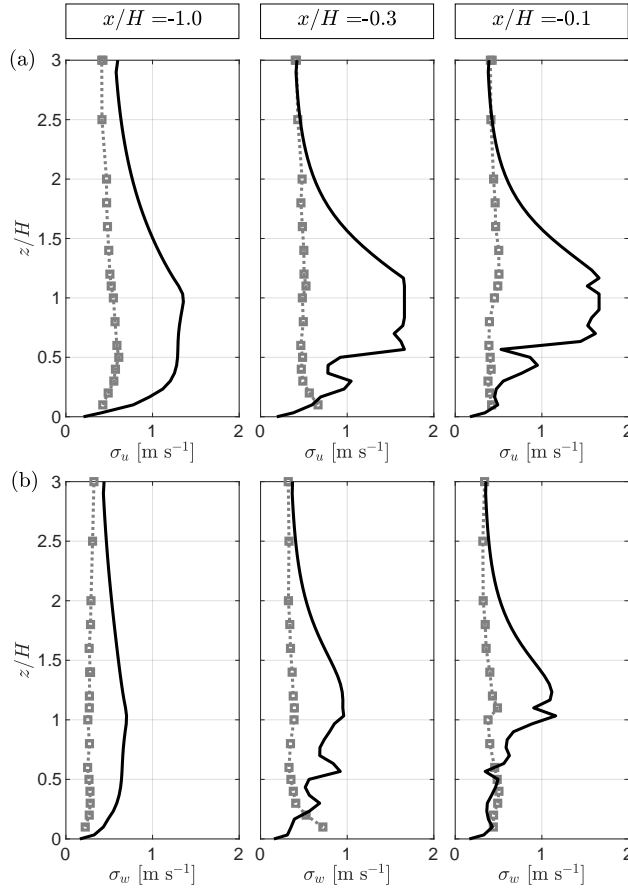 x/H =-1.0 x/H =-0.3 x/H =-0.1
(a)
3
2.5
2
1.5
1
0.5
0
z/H
0 1 2 0 1 2 0 1 2
σu [m s⁻¹] σu [m s⁻¹] σu [m s⁻¹]
(b)
3
2.5
2
1.5
1
0.5
0
z/H
0 1 2 0 1 2 0 1 2
σw [m s⁻¹] σw [m s⁻¹] σw [m s⁻¹]